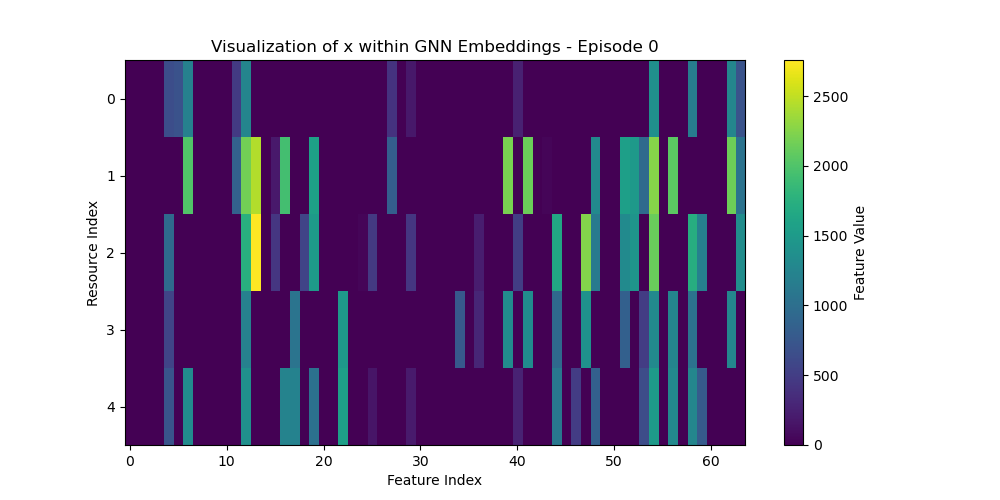 Visualization of x within GNN Embeddings - Episode 0
0
1
2
3
4
Resource Index
0 10 20 30 40 50 60
Feature Index
2500
2000
1500
1000
500
0
Feature Value